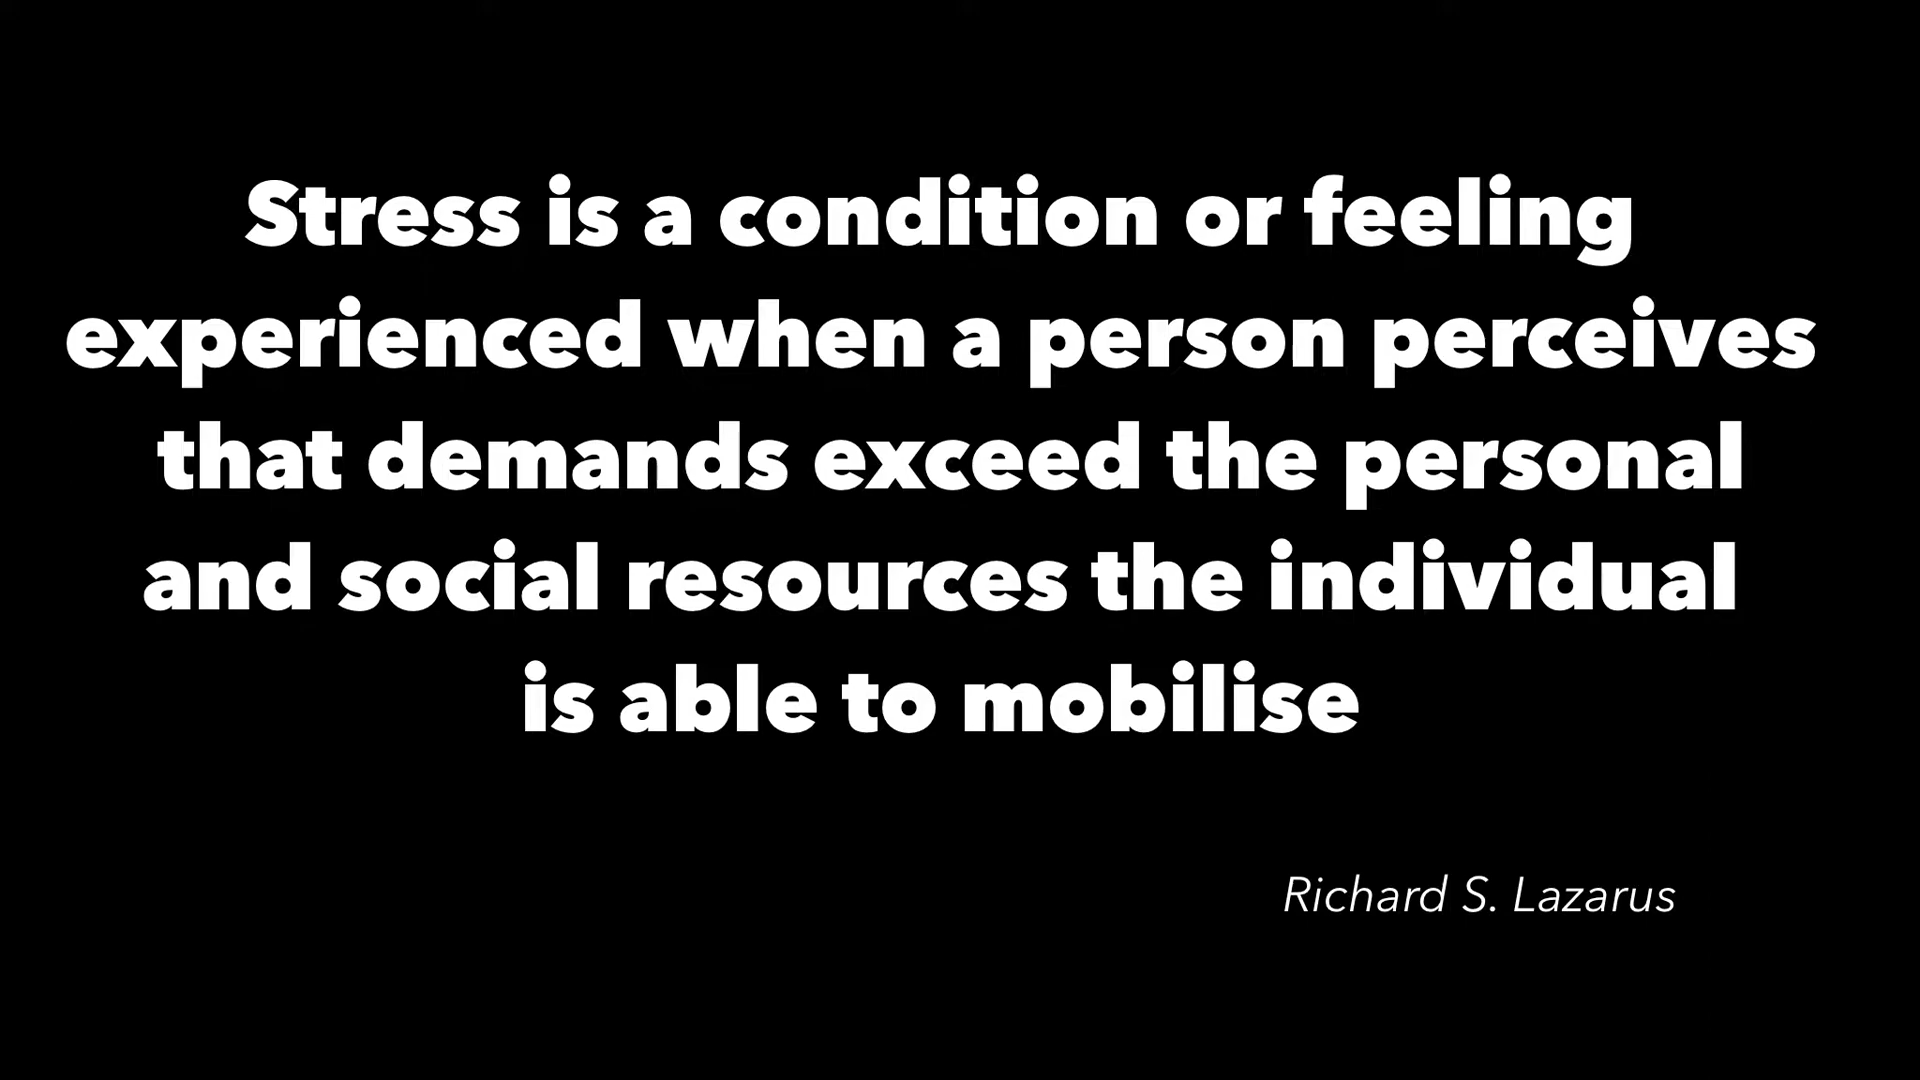 Stress is a condition or feeling
experienced when a person perceives
that demands exceed the personal
and social resources the individual
is able to mobilise
Richard S. Lazarus